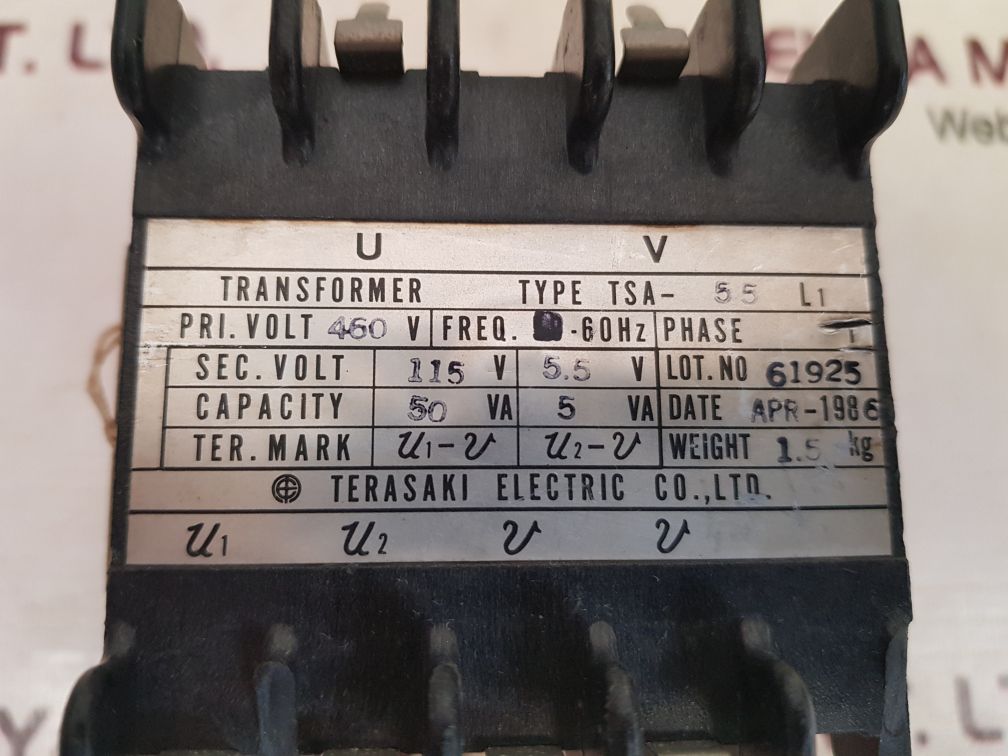 T. LTD.
U V
TRANSFORMER TYPE TSA- 55 L1
PRI. VOLT 460 V FREQ. -60Hz PHASE 1
SEC. VOLT 115 V 5.5 V LOT. NO 61925
CAPACITY 50 VA 5 VA DATE APR-1986
TER. MARK U1-V U2-V WEIGHT 1.5 kg
TERASAKI ELECTRIC CO.,LTD.
U1 U2 V V